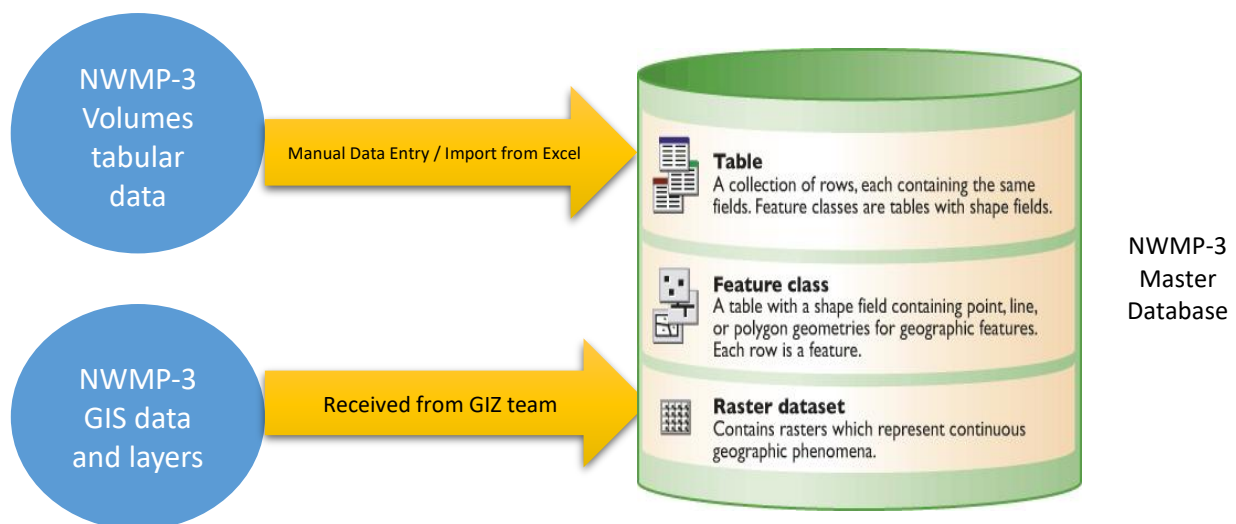 NWMP-3
Volumes
tabular
data
Manual Data Entry / Import from Excel
NWMP-3
GIS data
and layers
Received from GIZ team
Table
A collection of rows, each containing the same
fields. Feature classes are tables with shape fields.
Feature class
A table with a shape field containing point, line,
or polygon geometries for geographic features.
Each row is a feature.
Raster dataset
Contains rasters which represent continuous
geographic phenomena.
NWMP-3
Master
Database